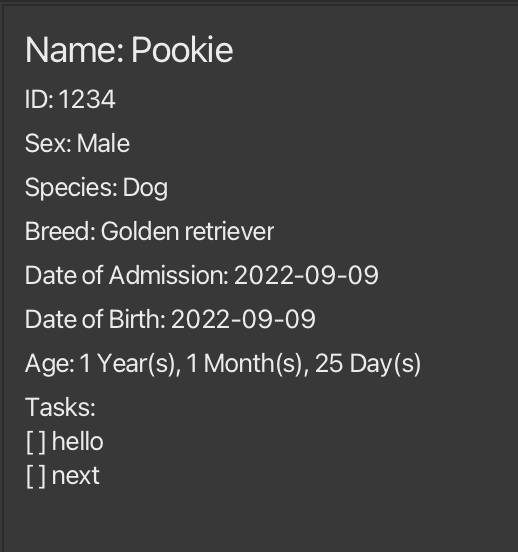 Name: Pookie
ID: 1234
Sex: Male
Species: Dog
Breed: Golden retriever
Date of Admission: 2022-09-09
Date of Birth: 2022-09-09
Age: 1 Year(s), 1 Month(s), 25 Day(s)
Tasks:
[ ] hello
[ ] next